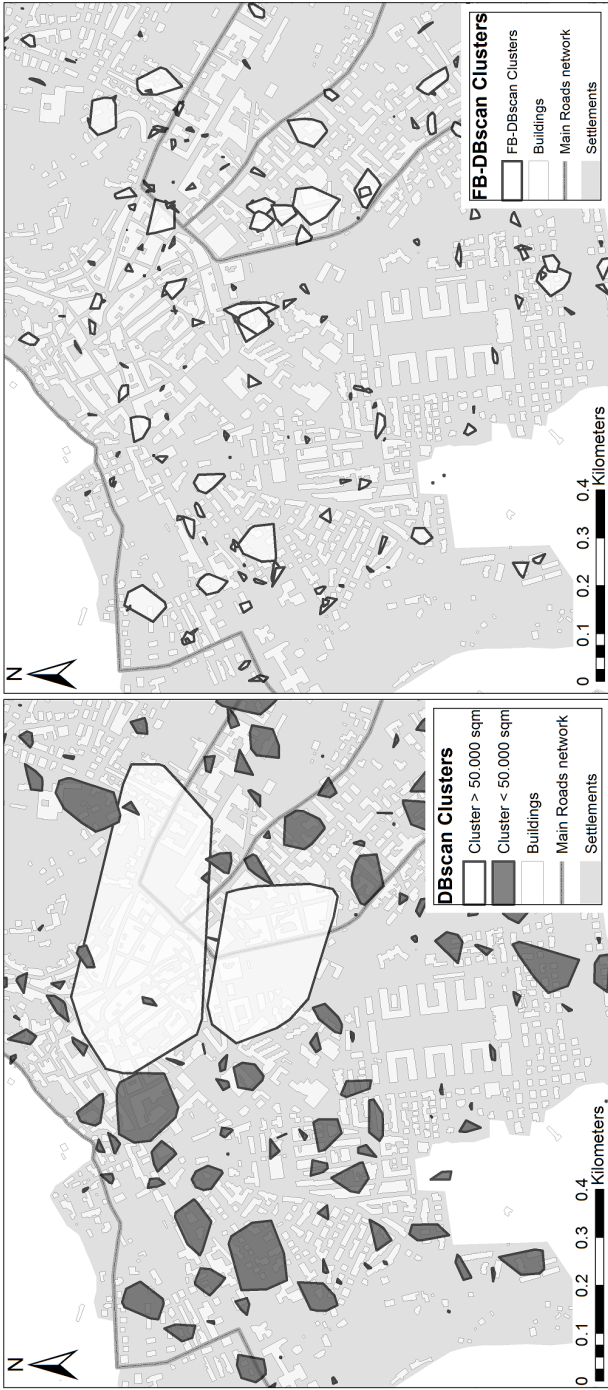 N
DBscan Clusters
Cluster > 50.000 sqm
Cluster < 50.000 sqm
Buildings
Main Roads network
Settlements
0 0.1 0.2 0.3 0.4
Kilometers
N
FB-DBscan Clusters
FB-DBscan Clusters
Buildings
Main Roads network
Settlements
0 0.1 0.2 0.3 0.4
Kilometers